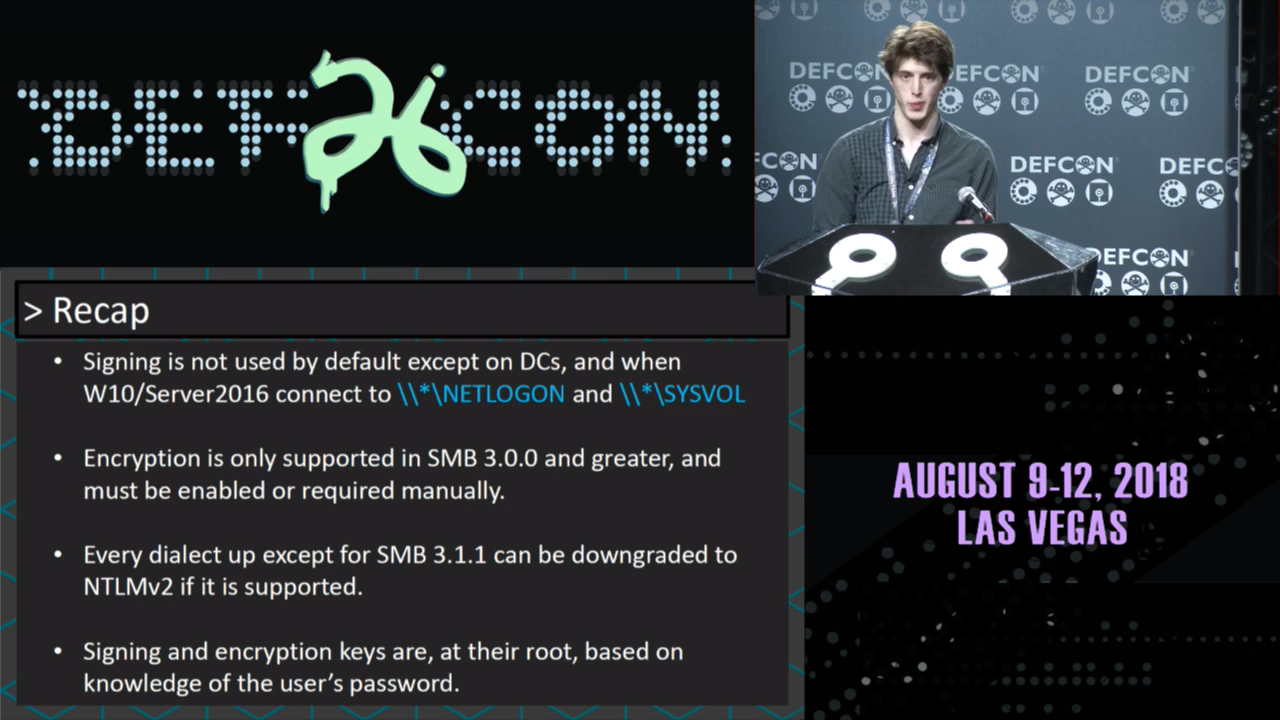 DEFCON
26
DEFCON DEFCON DEFCON
FCON DEFCON DEFC
DEFCON
> Recap
• Signing is not used by default except on DCs, and when
W10/Server2016 connect to \\*\NETLOGON and \\*\SYSVOL
• Encryption is only supported in SMB 3.0.0 and greater, and
must be enabled or required manually.
• Every dialect up except for SMB 3.1.1 can be downgraded to
NTLMv2 if it is supported.
• Signing and encryption keys are, at their root, based on
knowledge of the user’s password.
AUGUST 9-12, 2018
LAS VEGAS